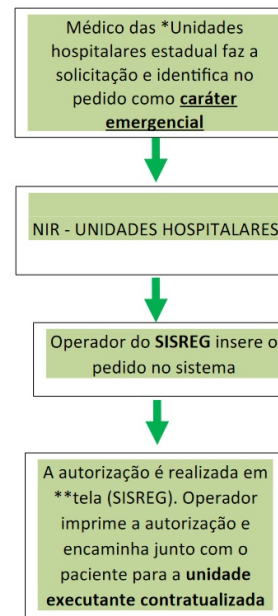 Médico das *Unidades
hospitalares estadual faz a
solicitação e identifica no
pedido como caráter
emergencial
NIR - UNIDADES HOSPITALARES
Operador do SISREG insere o
pedido no sistema
A autorização é realizada em
**tela (SISREG). Operador
imprime a autorização e
encaminha junto com o
paciente para a unidade
executante contratualizada